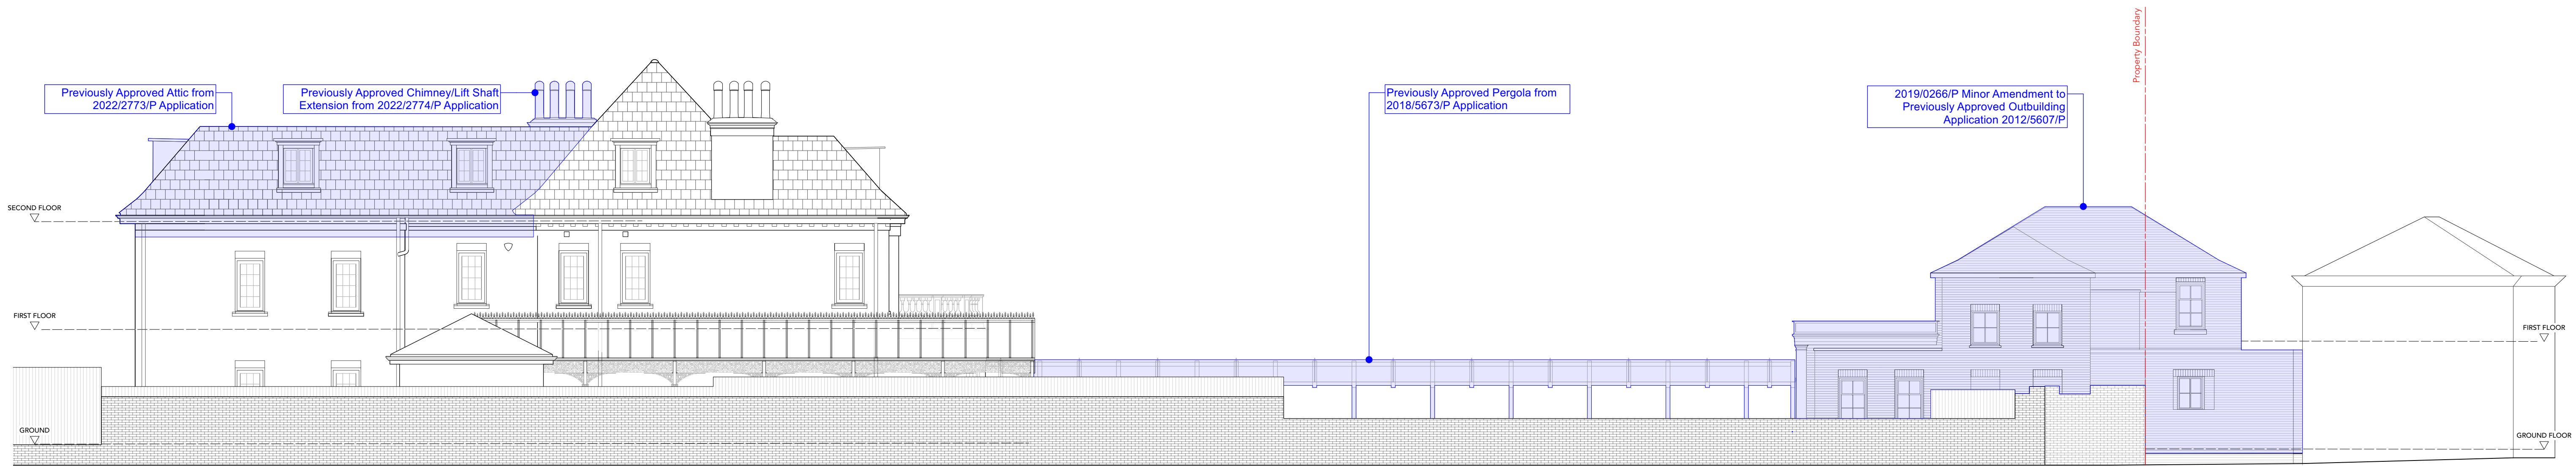 Property Boundary
Previously Approved Attic from
2022/2773/P Application
Previously Approved Chimney/Lift Shaft
Extension from 2022/2774/P Application
Previously Approved Pergola from
2018/5673/P Application
2019/0266/P Minor Amendment to
Previously Approved Outbuilding
Application 2012/5607/P
SECOND FLOOR
FIRST FLOOR
FIRST FLOOR
GROUND
GROUND FLOOR